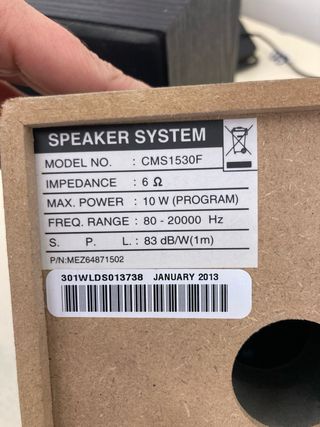 SPEAKER SYSTEM
MODEL NO. : CMS1530F
IMPEDANCE : 6 Ω
MAX. POWER : 10 W (PROGRAM)
FREQ. RANGE : 80 - 20000 Hz
S. P. L. : 83 dB/W(1m)
P/N:MEZ64871502
301WLDS013738 JANUARY 2013